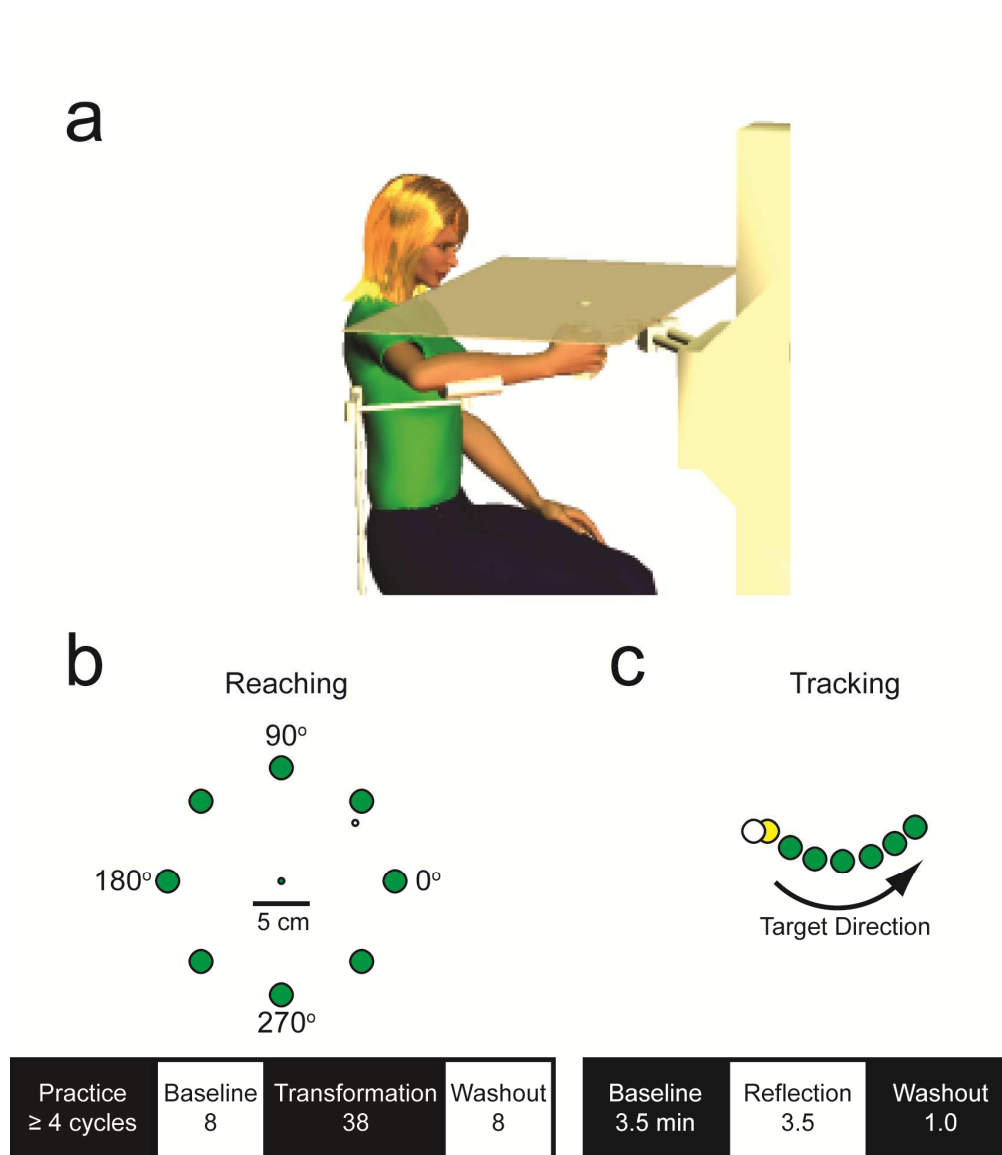 a
b
Reaching
90°
180°
0°
5 cm
270°
c
Tracking
Target Direction
Practice
≥ 4 cycles
Baseline
8
Transformation
38
Washout
8
Baseline
3.5 min
Reflection
3.5
Washout
1.0